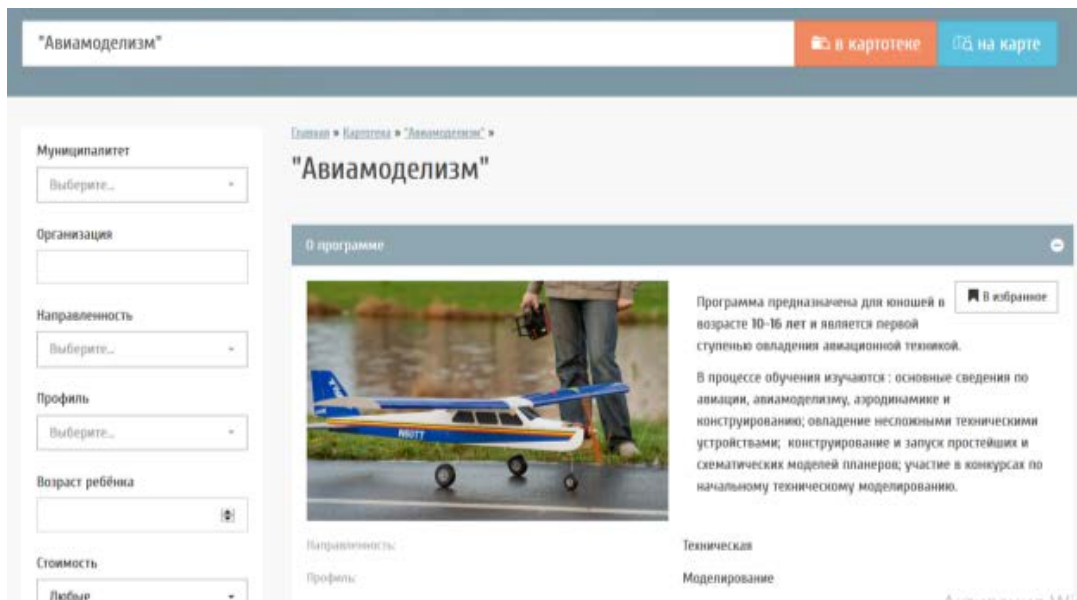 "Авиамоделизм"
в картотеке
на карте
Главная » Картотека » "Авиамоделизм" »
"Авиамоделизм"
Муниципалитет
Выберите...
Организация
Направленность
Выберите...
Профиль
Выберите...
Возраст ребёнка
Стоимость
Любые
О программе
В избранное
Программа предназначена для юношей в
возрасте 10-16 лет и является первой
ступенью овладения авиационной техникой.
В процессе обучения изучаются : основные сведения по
авиации, авиамоделизму, аэродинамике и
конструированию; овладение несложными техническими
устройствами; конструирование и запуск простейших и
схематических моделей планеров; участие в конкурсах по
начальному техническому моделированию.
N607T
Направленность:
Техническая
Профиль:
Моделирование